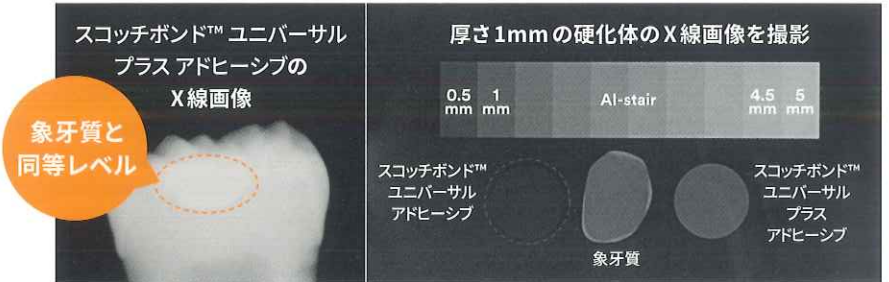 スコッチボンド™ ユニバーサル
プラス アドヒーシブの
X線画像
象牙質と
同等レベル
厚さ1mmの硬化体のX線画像を撮影
0.5 mm
1 mm
Al-stair
4.5 mm
5 mm
スコッチボンド™
ユニバーサル
アドヒーシブ
象牙質
スコッチボンド™
ユニバーサル
プラス
アドヒーシブ